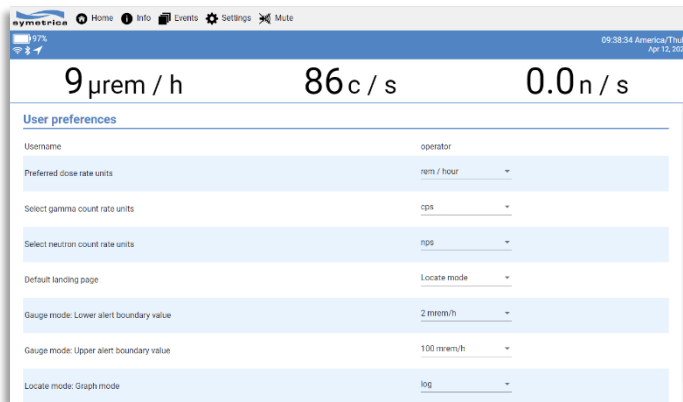 symetrica Home Info Events Settings Mute
97% 09:38:34 America/Thul
Apr 12, 202
9 μrem / h 86 c / s 0.0 n / s
User preferences
Username operator
Preferred dose rate units rem / hour
Select gamma count rate units cps
Select neutron count rate units nps
Default landing page Locate mode
Gauge mode: Lower alert boundary value 2 mrem/h
Gauge mode: Upper alert boundary value 100 mrem/h
Locate mode: Graph mode log